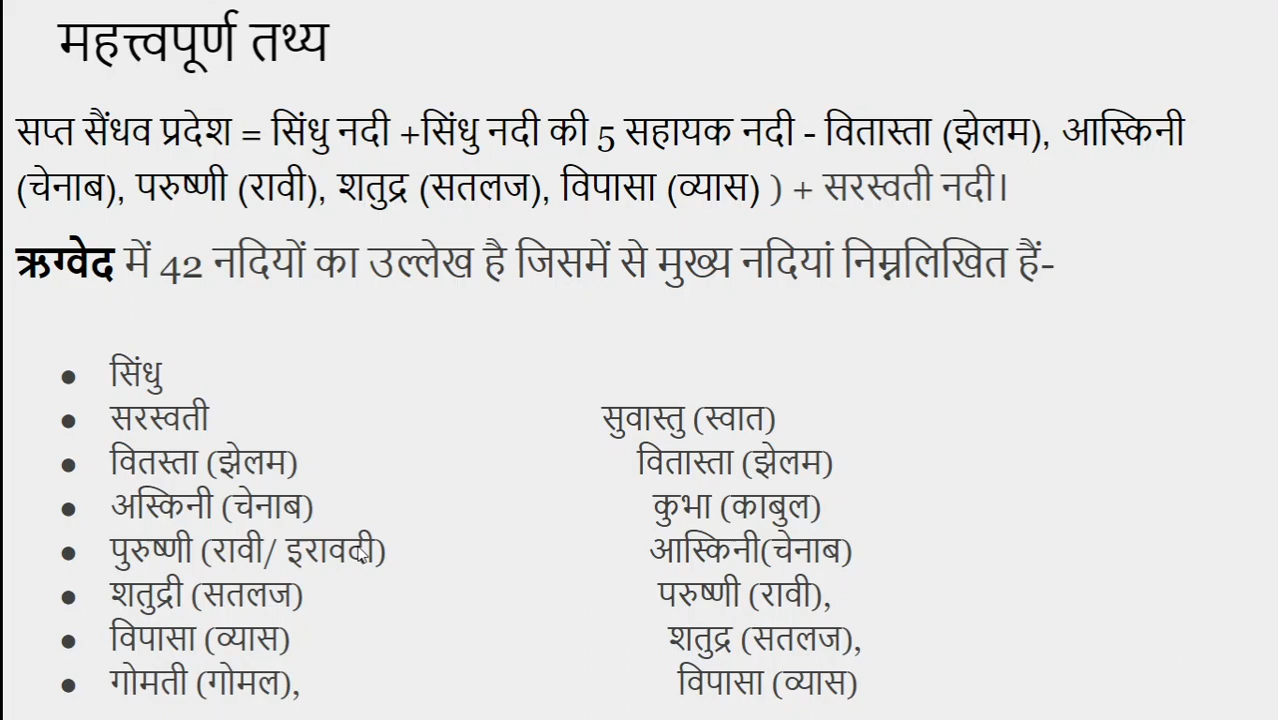 महत्त्वपूर्ण तथ्य
सप्त सैंधव प्रदेश = सिंधु नदी +सिंधु नदी की 5 सहायक नदी - वितास्ता (झेलम), आस्किनी
(चेनाब), परुष्णी (रावी), शतुद्र (सतलज), विपासा (व्यास) ) + सरस्वती नदी।
ऋग्वेद में 42 नदियों का उल्लेख है जिसमें से मुख्य नदियां निम्नलिखित हैं-
● सिंधु
● सरस्वती सुवास्तु (स्वात)
● वितस्ता (झेलम) वितास्ता (झेलम)
● अस्किनी (चेनाब) कुभा (काबुल)
● पुरुष्णी (रावी/ इरावदी) आस्किनी(चेनाब)
● शतुद्री (सतलज) परुष्णी (रावी),
● विपासा (व्यास) शतुद्र (सतलज),
● गोमती (गोमल), विपासा (व्यास)